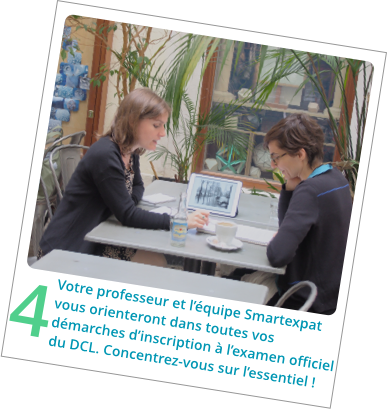 4
Votre professeur et l'équipe Smartexpat
vous orienteront dans toutes vos
démarches d'inscription à l'examen officiel
du DCL. Concentrez-vous sur l'essentiel !